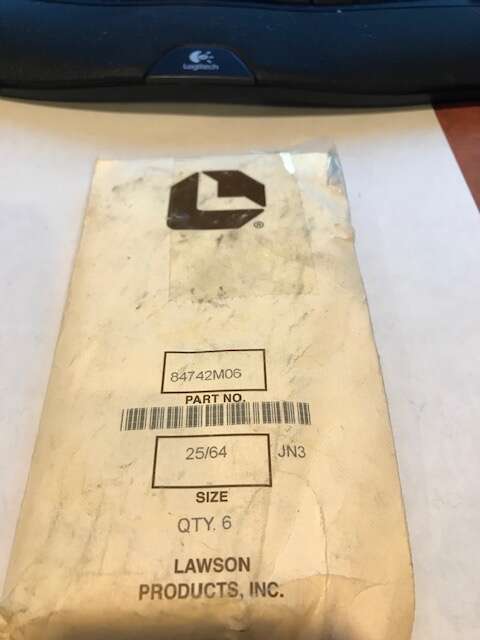 Logitech
®
84742M06
PART NO.
25/64 JN3
SIZE
QTY. 6
LAWSON
PRODUCTS, INC.